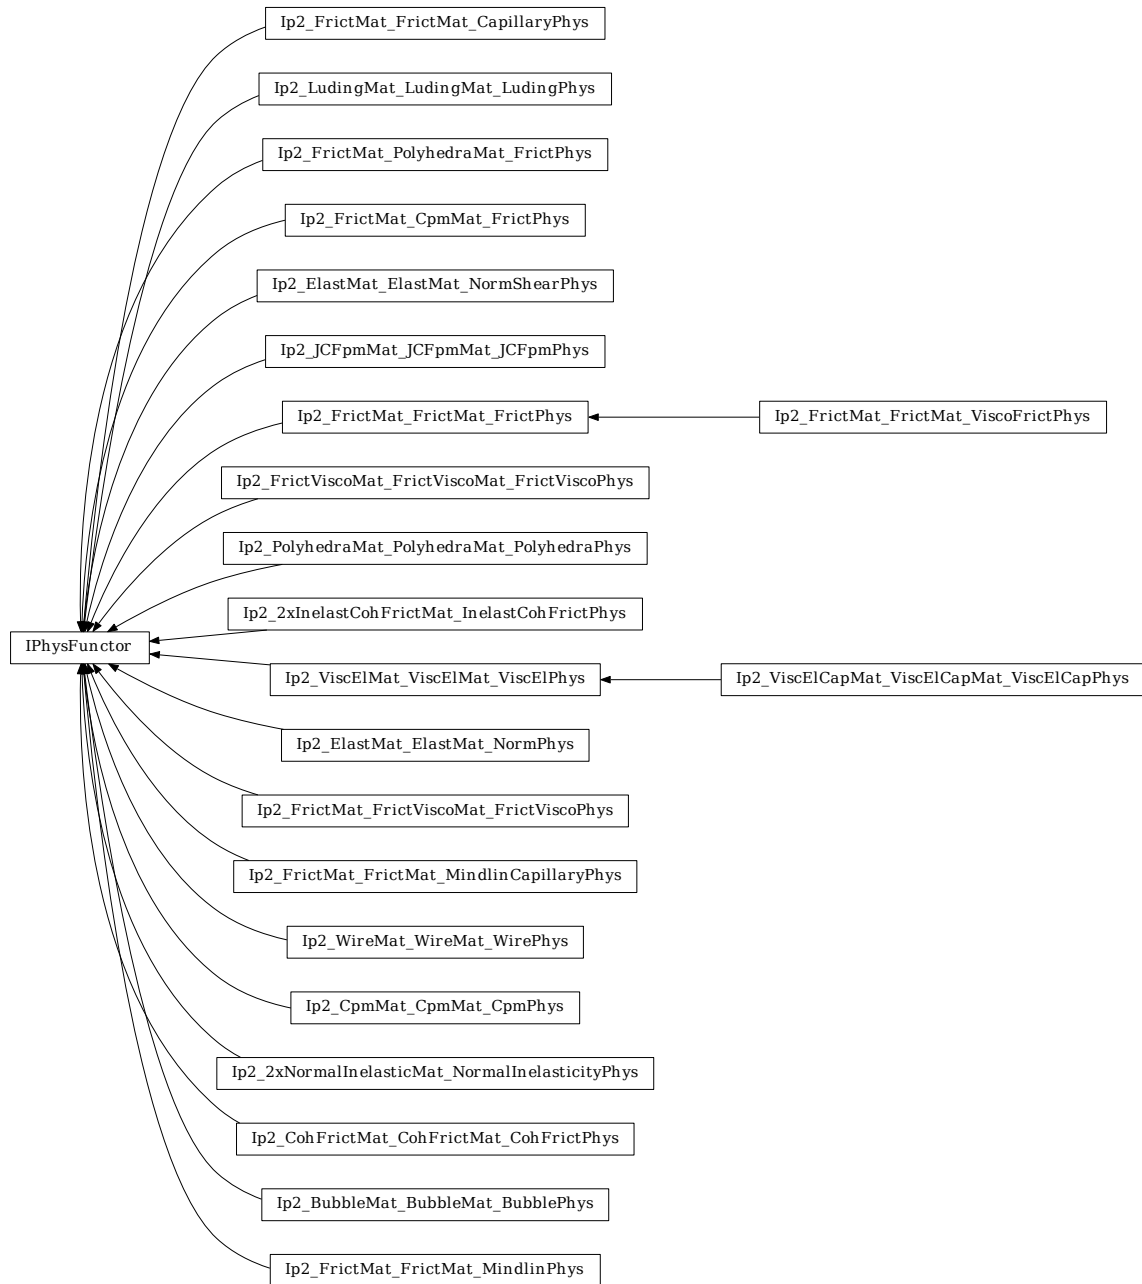 Ip2_FrictMat_FrictMat_CapillaryPhys
Ip2_LudingMat_LudingMat_LudingPhys
Ip2_FrictMat_PolyhedraMat_FrictPhys
Ip2_FrictMat_CpmMat_FrictPhys
Ip2_ElastMat_ElastMat_NormShearPhys
Ip2_JCFpmMat_JCFpmMat_JCFpmPhys
Ip2_FrictMat_FrictMat_FrictPhys
Ip2_FrictMat_FrictMat_ViscoFrictPhys
Ip2_FrictViscoMat_FrictViscoMat_FrictViscoPhys
Ip2_PolyhedraMat_PolyhedraMat_PolyhedraPhys
Ip2_2xInelastCohFrictMat_InelastCohFrictPhys
IPhysFunctor
Ip2_ViscElMat_ViscElMat_ViscElPhys
Ip2_ViscElCapMat_ViscElCapMat_ViscElCapPhys
Ip2_ElastMat_ElastMat_NormPhys
Ip2_FrictMat_FrictViscoMat_FrictViscoPhys
Ip2_FrictMat_FrictMat_MindlinCapillaryPhys
Ip2_WireMat_WireMat_WirePhys
Ip2_CpmMat_CpmMat_CpmPhys
Ip2_2xNormalInelasticMat_NormalInelasticityPhys
Ip2_CohFrictMat_CohFrictMat_CohFrictPhys
Ip2_BubbleMat_BubbleMat_BubblePhys
Ip2_FrictMat_FrictMat_MindlinPhys